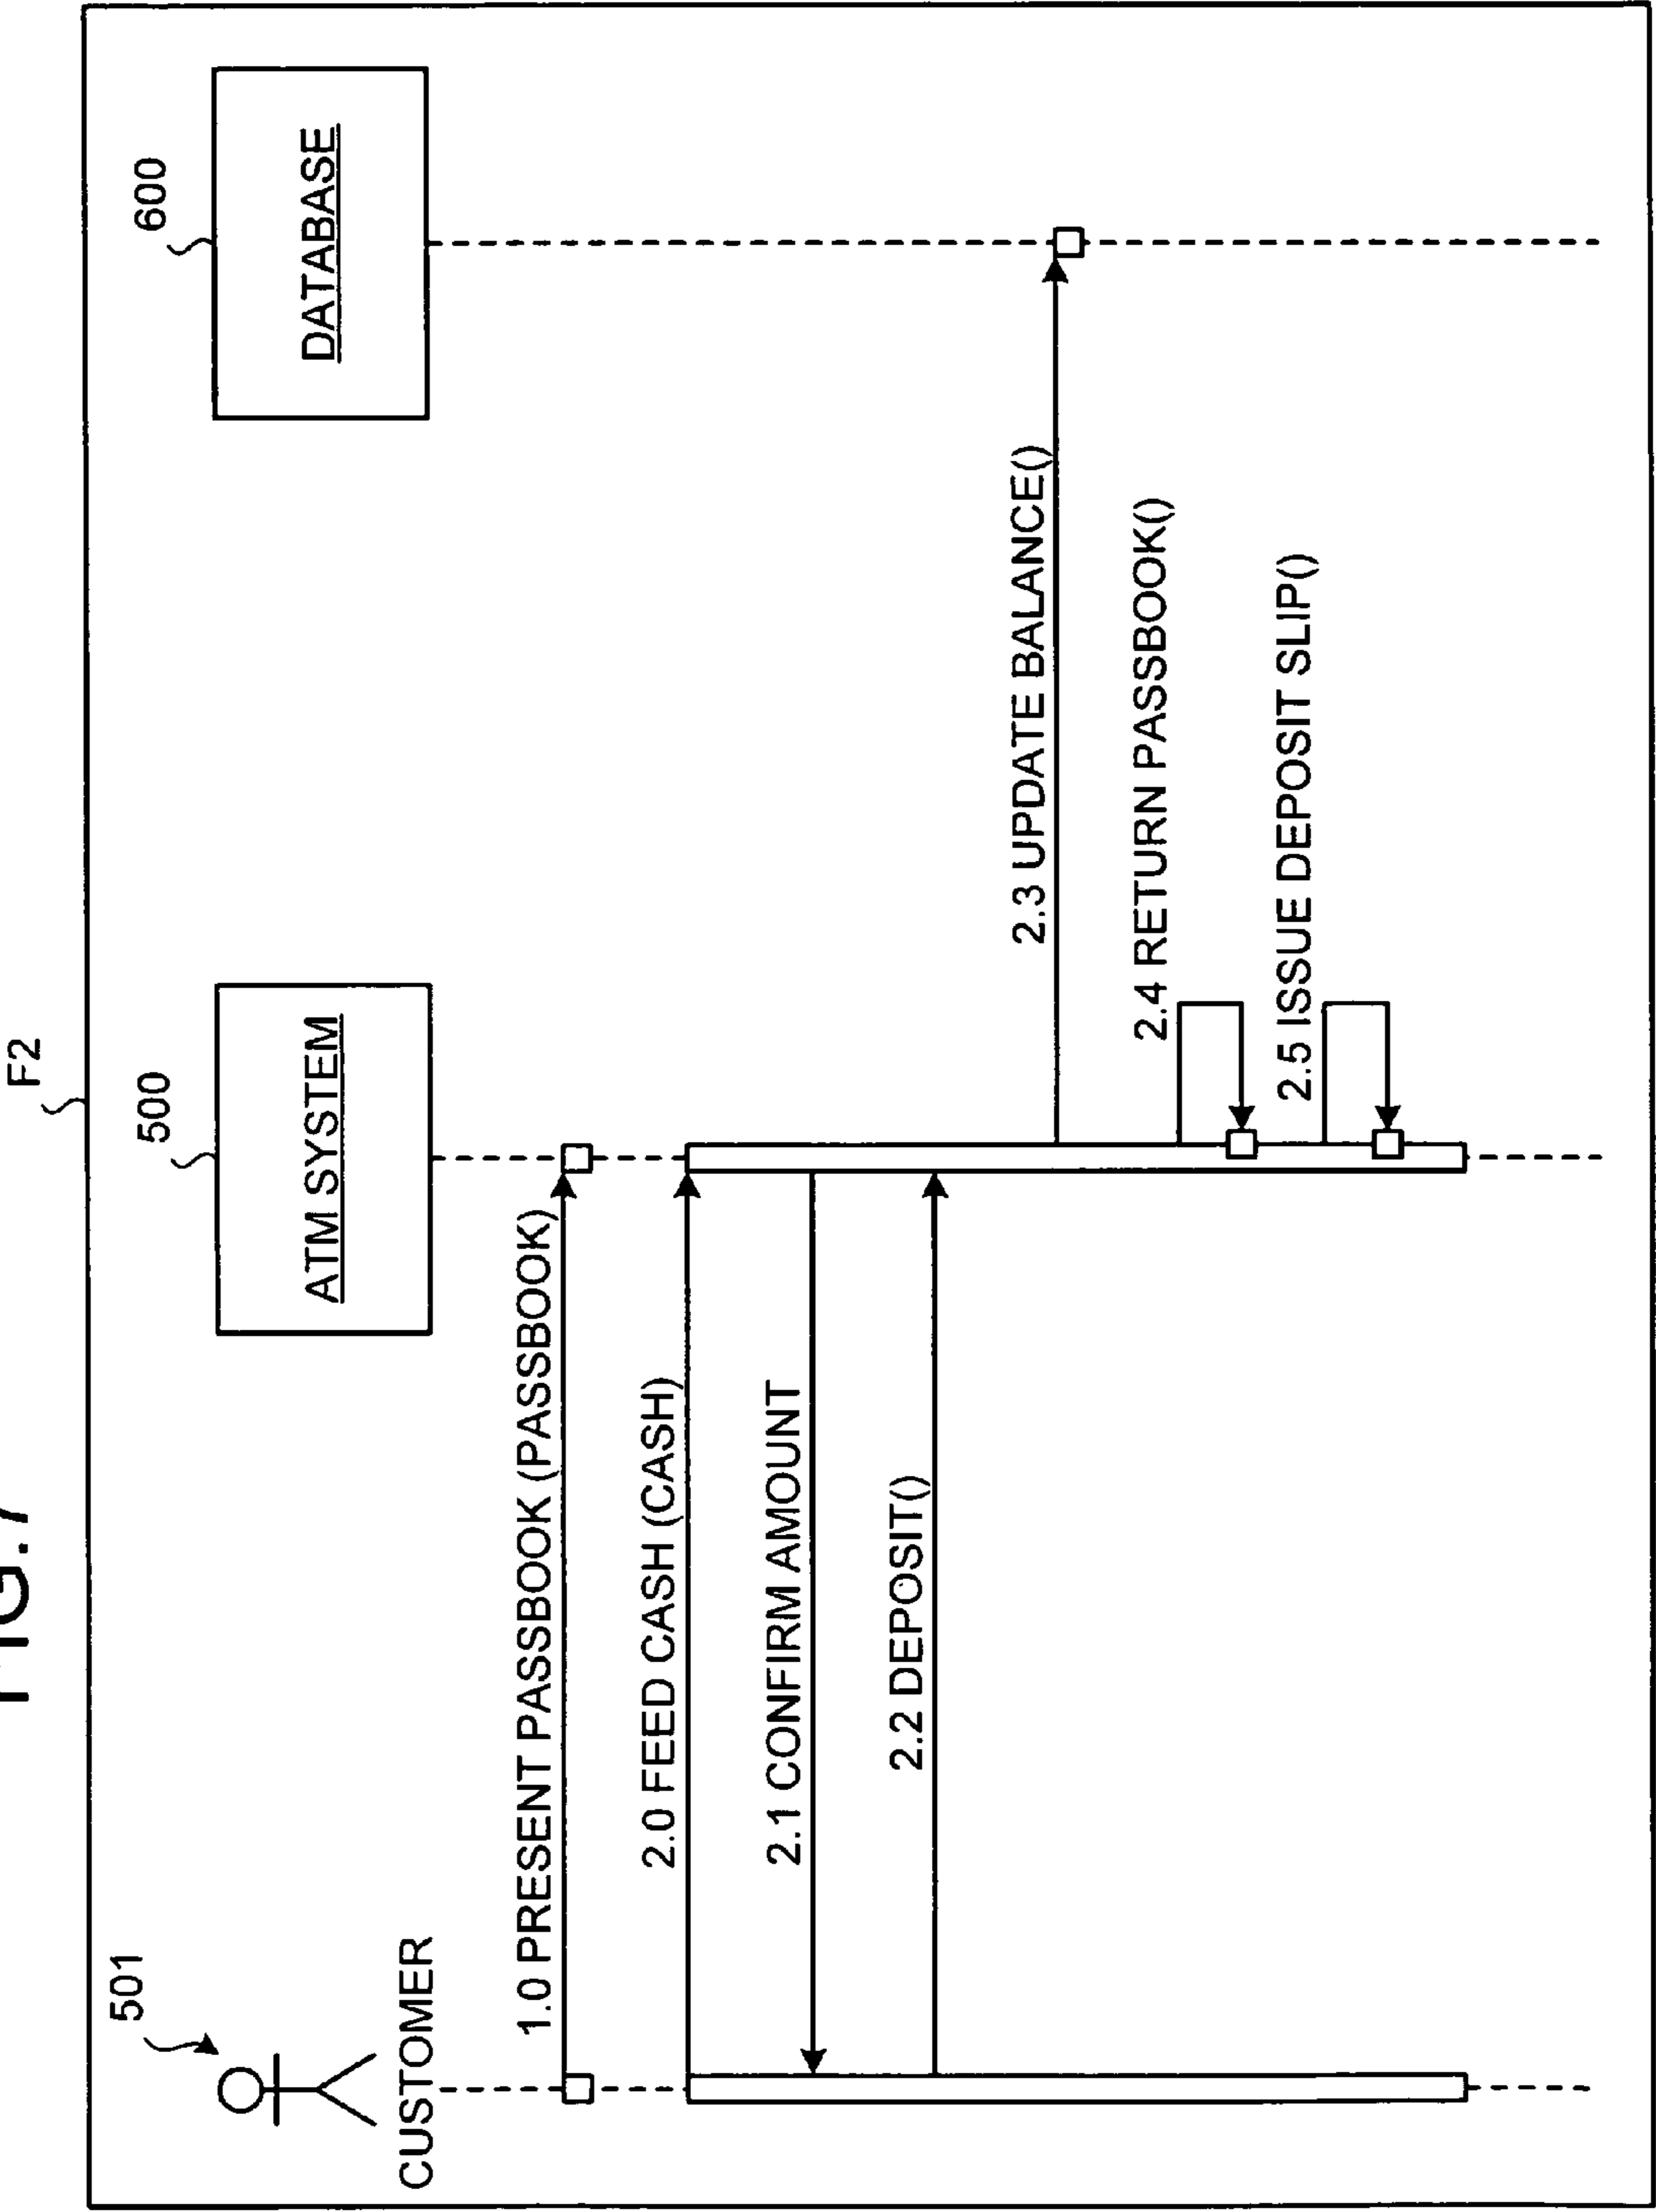 FIG.7
F2
501
500
600
CUSTOMER
ATM SYSTEM
DATABASE
1.0 PRESENT PASSBOOK (PASSBOOK)
2.0 FEED CASH (CASH)
2.1 CONFIRM AMOUNT
2.2 DEPOSIT()
2.3 UPDATE BALANCE()
2.4 RETURN PASSBOOK()
2.5 ISSUE DEPOSIT SLIP()